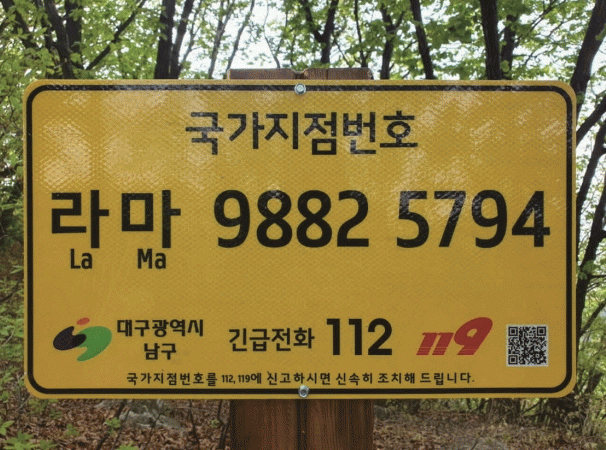 국가지점번호
라마 9882 5794
La Ma
대구광역시 남구 긴급전화 112 119
국가지점번호를 112, 119에 신고하시면 신속히 조치해 드립니다.